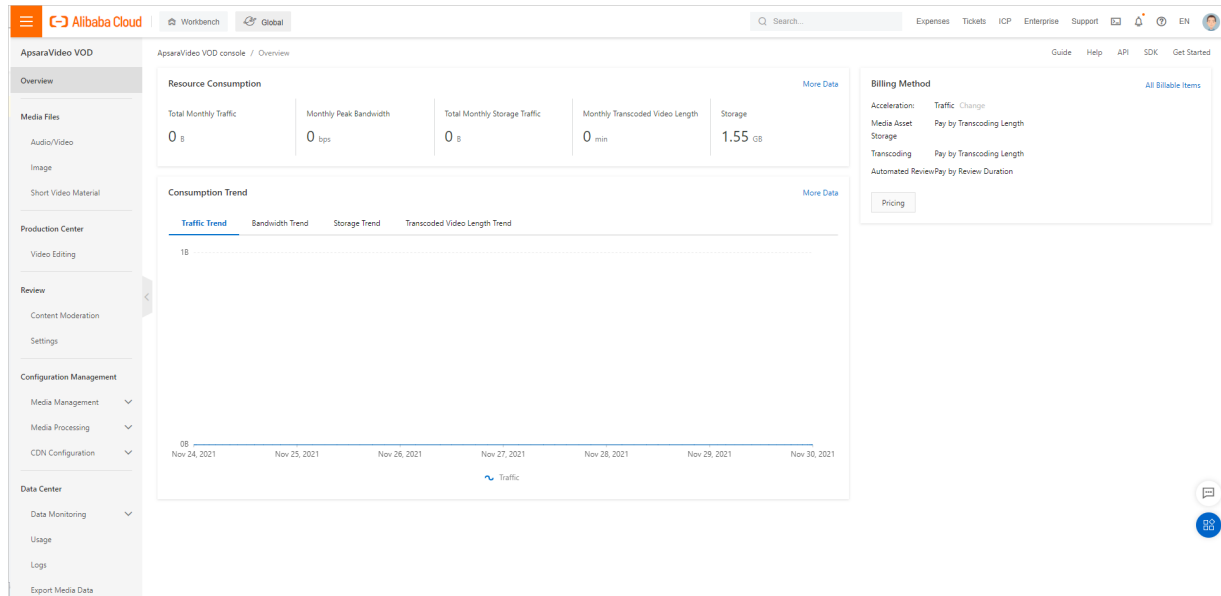 Alibaba Cloud
Workbench
Global
Search...
Expenses Tickets ICP Enterprise Support EN
ApsaraVideo VOD
Overview
Media Files
Audio/Video
Image
Short Video Material
Production Center
Video Editing
Review
Content Moderation
Settings
Configuration Management
Media Management
Media Processing
CDN Configuration
Data Center
Data Monitoring
Usage
Logs
Export Media Data
ApsaraVideo VOD console / Overview
Guide Help API SDK Get Started
Resource Consumption More Data
Total Monthly Traffic
0 B
Monthly Peak Bandwidth
0 bps
Total Monthly Storage Traffic
0 B
Monthly Transcoded Video Length
0 min
Storage
1.55 GB
Consumption Trend More Data
Traffic Trend Bandwidth Trend Storage Trend Transcoded Video Length Trend
1B
0B
Nov 24, 2021 Nov 25, 2021 Nov 26, 2021 Nov 27, 2021 Nov 28, 2021 Nov 29, 2021 Nov 30, 2021
Traffic
Billing Method All Billable Items
Acceleration: Traffic Change
Media Asset Storage Pay by Transcoding Length
Transcoding Pay by Transcoding Length
Automated Review Pay by Review Duration
Pricing